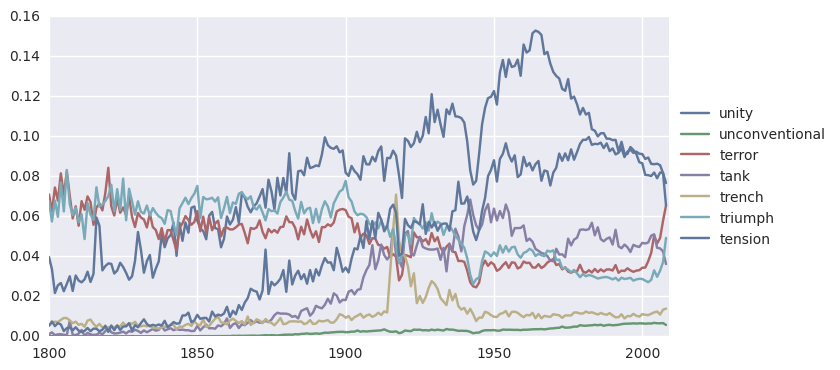 0.16
0.14
0.12
0.10
0.08
0.06
0.04
0.02
0.00
1800
1850
1900
1950
2000
unity
unconventional
terror
tank
trench
triumph
tension